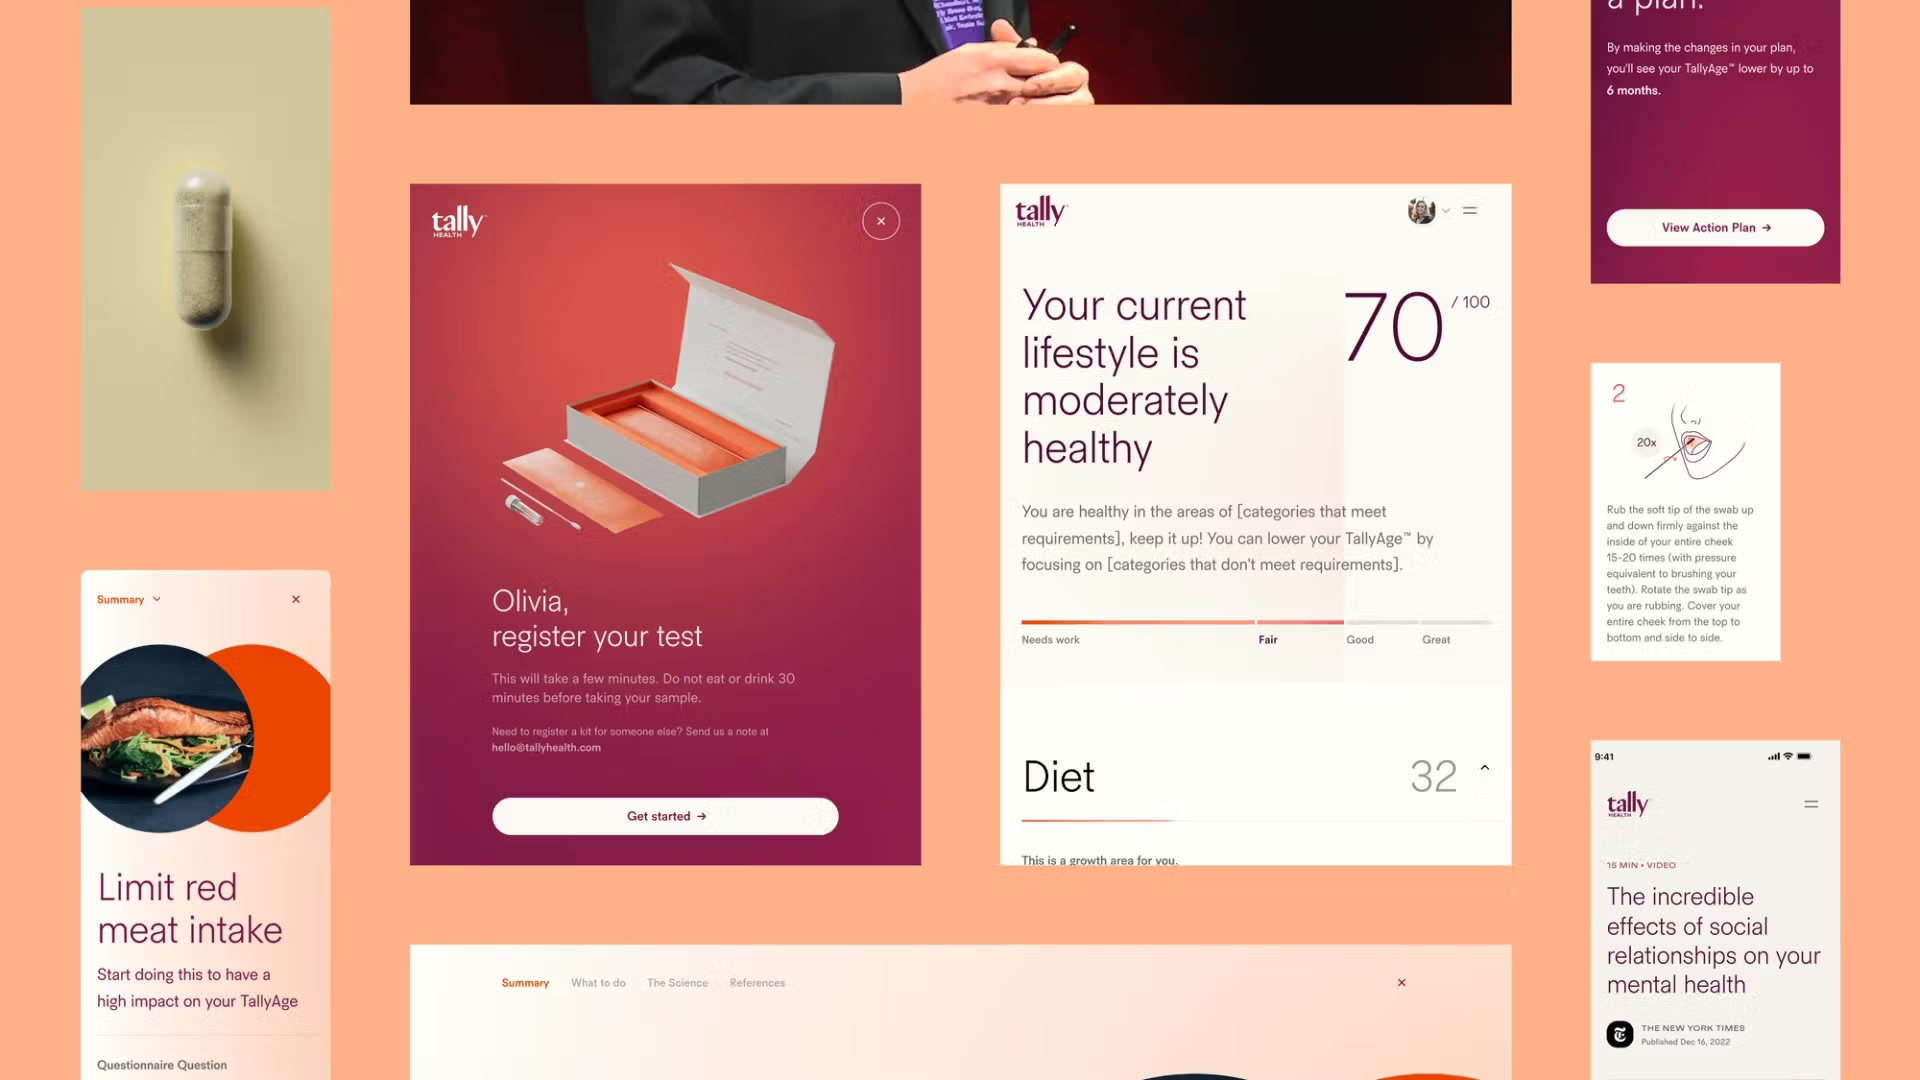 Summary
Limit red
meat intake
Start doing this to have a
high impact on your TallyAge
Questionnaire Question
tally
HEALTH
Olivia,
register your test
This will take a few minutes. Do not eat or drink 30
minutes before taking your sample.
Need to register a kit for someone else? Send us a note at
hello@tallyhealth.com
Get started →
tally™
HEALTH
Your current
lifestyle is
moderately
healthy
70 / 100
You are healthy in the areas of [categories that meet
requirements], keep it up! You can lower your TallyAge™ by
focusing on [categories that don't meet requirements].
Needs work Fair Good Great
Diet 32
This is a growth area for you.
Summary What to do The Science References
a plan.
By making the changes in your plan,
you'll see your TallyAge™ lower by up to
6 months.
View Action Plan →
2
20x
Rub the soft tip of the swab up
and down firmly against the
inside of your entire cheek
15-20 times (with pressure
equivalent to brushing your
teeth). Rotate the swab tip as
you are rubbing. Cover your
entire cheek from the top to
bottom and side to side.
9:41
tally
HEALTH
15 MIN • VIDEO
The incredible
effects of social
relationships on your
mental health
THE NEW YORK TIMES
Published Dec 16, 2022